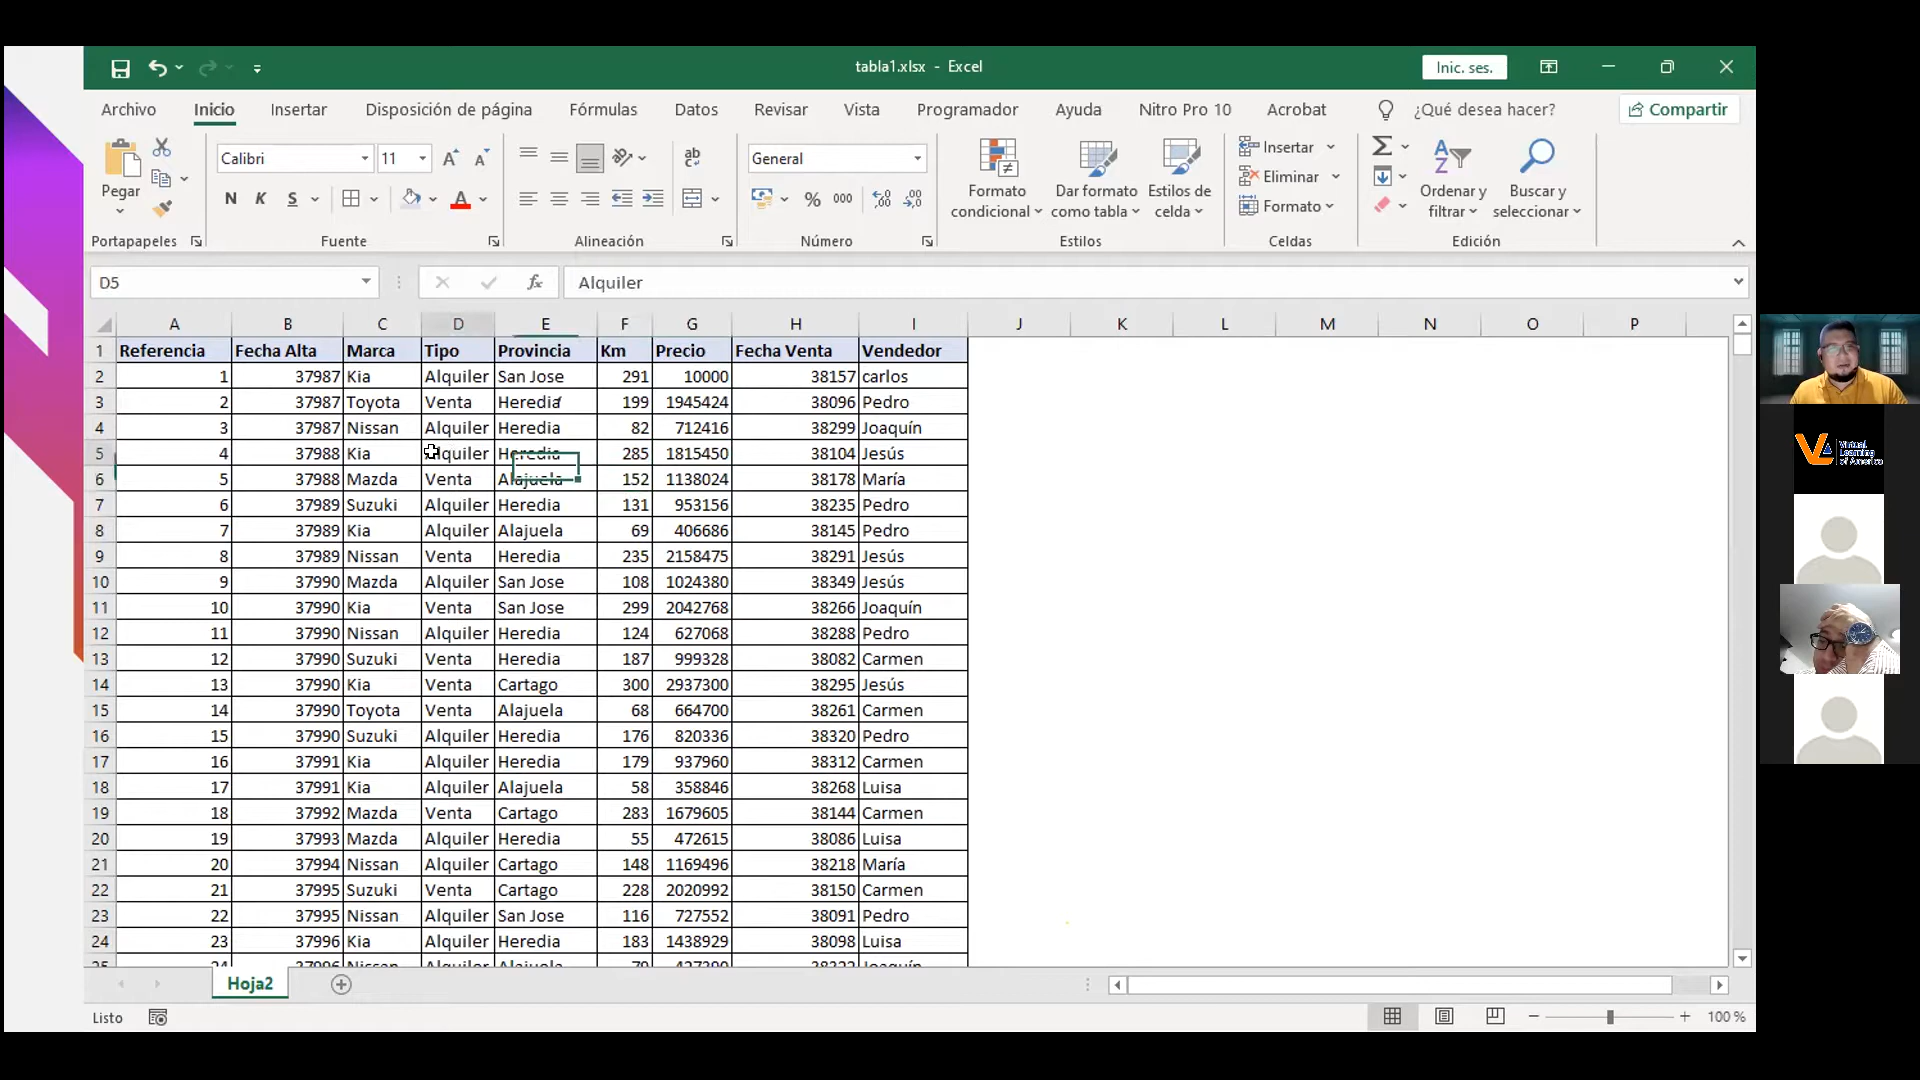 tabla1.xlsx - Excel
Inic. ses.
Archivo Inicio Insertar Disposición de página Fórmulas Datos Revisar Vista Programador Ayuda Nitro Pro 10 Acrobat ¿Qué desea hacer? Compartir
Pegar
Calibri 11
N K S
ab
General
% 000
Formato condicional
Dar formato como tabla
Estilos de celda
Insertar
Eliminar
Formato
Ordenar y filtrar
Buscar y seleccionar
Portapapeles Fuente Alineación Número Estilos Celdas Edición
D5 fx Alquiler
A B C D E F G H I J K L M N O P
1 Referencia Fecha Alta Marca Tipo Provincia Km Precio Fecha Venta Vendedor
2 1 37987 Kia Alquiler San Jose 291 10000 38157 carlos
3 2 37987 Toyota Venta Heredia 199 1945424 38096 Pedro
4 3 37987 Nissan Alquiler Heredia 82 712416 38299 Joaquín
5 4 37988 Kia Alquiler Heredia 285 1815450 38104 Jesús
6 5 37988 Mazda Venta Alajuela 152 1138024 38178 María
7 6 37989 Suzuki Alquiler Heredia 131 953156 38235 Pedro
8 7 37989 Kia Alquiler Alajuela 69 406686 38145 Pedro
9 8 37989 Nissan Venta Heredia 235 2158475 38291 Jesús
10 9 37990 Mazda Alquiler San Jose 108 1024380 38349 Jesús
11 10 37990 Kia Venta San Jose 299 2042768 38266 Joaquín
12 11 37990 Nissan Alquiler Heredia 124 627068 38288 Pedro
13 12 37990 Suzuki Venta Heredia 187 999328 38082 Carmen
14 13 37990 Kia Venta Cartago 300 2937300 38295 Jesús
15 14 37990 Toyota Venta Alajuela 68 664700 38261 Carmen
16 15 37990 Suzuki Alquiler Heredia 176 820336 38320 Pedro
17 16 37991 Kia Alquiler Heredia 179 937960 38312 Carmen
18 17 37991 Kia Alquiler Alajuela 58 358846 38268 Luisa
19 18 37992 Mazda Venta Cartago 283 1679605 38144 Carmen
20 19 37993 Mazda Alquiler Heredia 55 472615 38086 Luisa
21 20 37994 Nissan Alquiler Cartago 148 1169496 38218 María
22 21 37995 Suzuki Venta Cartago 228 2020992 38150 Carmen
23 22 37995 Nissan Alquiler San Jose 116 727552 38091 Pedro
24 23 37996 Kia Alquiler Heredia 183 1438929 38098 Luisa
Hoja2
Listo 100 %
Virtual
Learning
of America